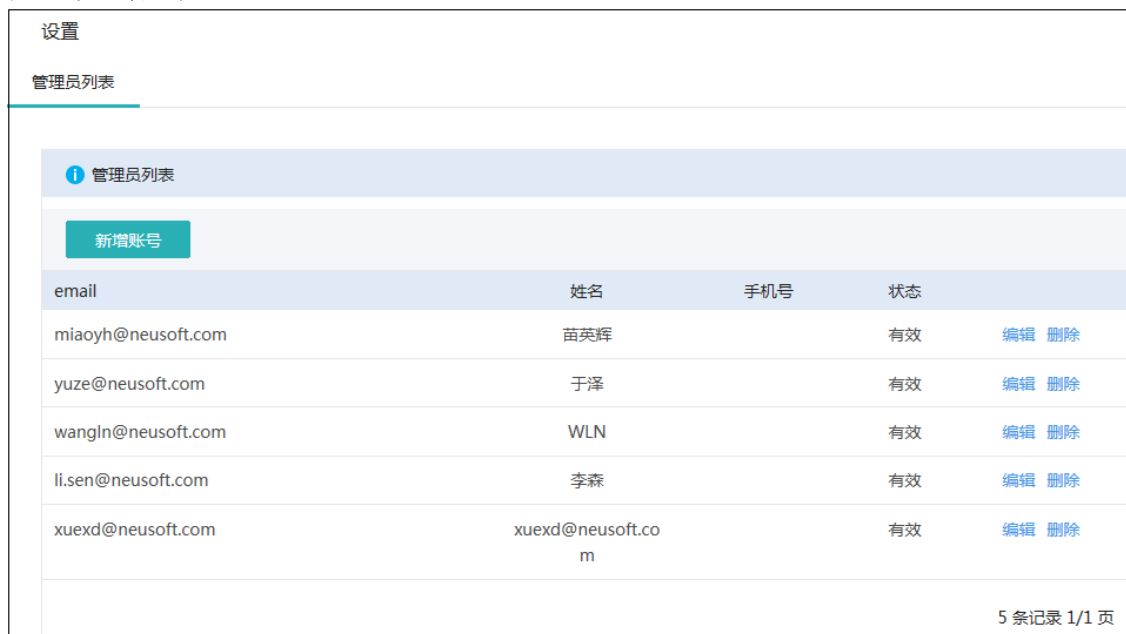 设置
管理员列表
管理员列表
新增账号
email 姓名 手机号 状态
miaoyh@neusoft.com 苗英辉 有效 编辑 删除
yuze@neusoft.com 于泽 有效 编辑 删除
wangln@neusoft.com WLN 有效 编辑 删除
li.sen@neusoft.com 李森 有效 编辑 删除
xuexd@neusoft.com xuexd@neusoft.co 有效 编辑 删除
m
5 条记录 1/1 页